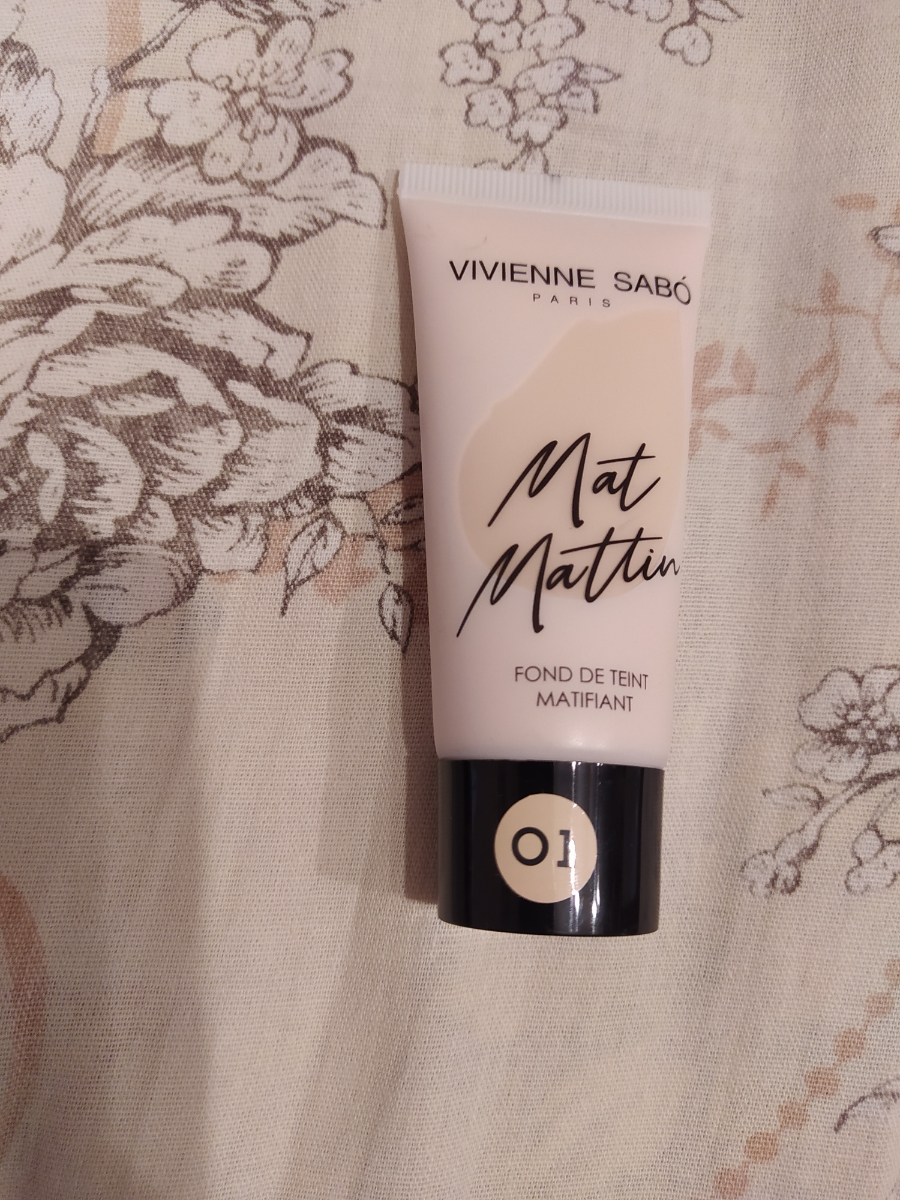 VIVIENNE SABÓ
PARIS
Mat
Mattin
FOND DE TEINT
MATIFIANT
01